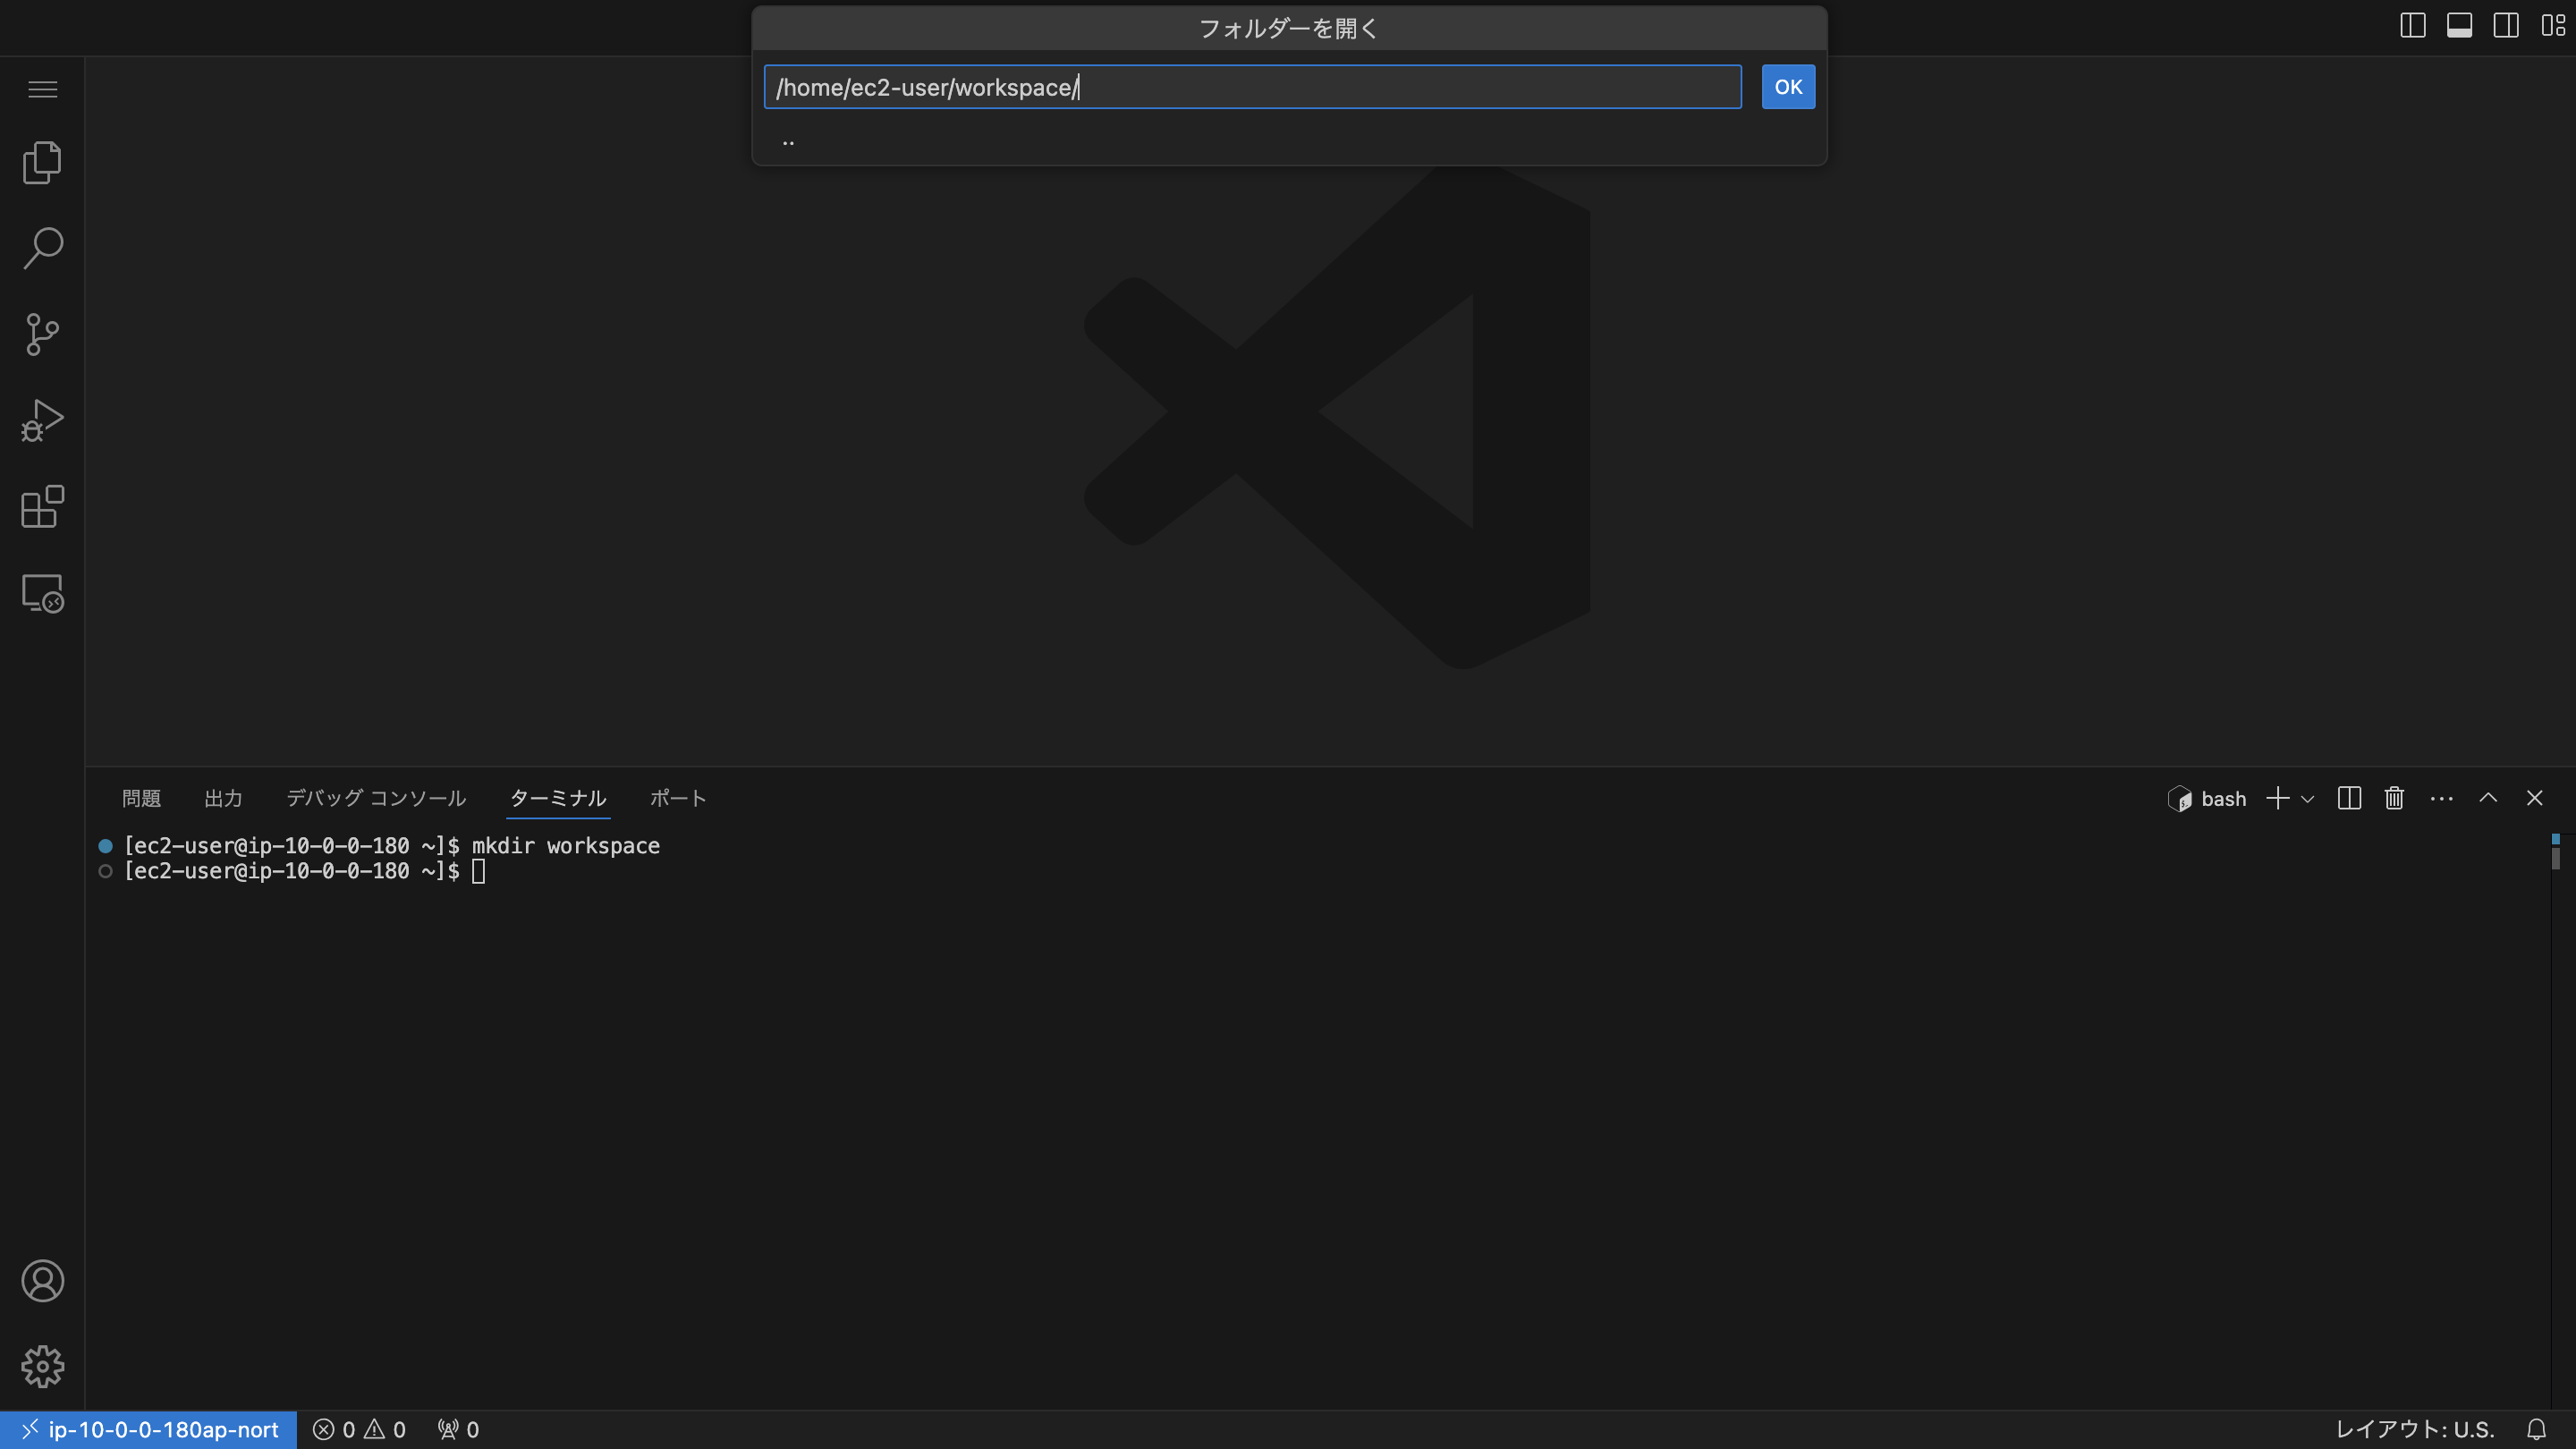 フォルダーを開く
/home/ec2-user/workspace/
OK
..
問題 出力 デバッグ コンソール ターミナル ポート
bash
[ec2-user@ip-10-0-0-180 ~]$ mkdir workspace
[ec2-user@ip-10-0-0-180 ~]$
ip-10-0-0-180ap-nort 0 0 0 レイアウト: U.S.